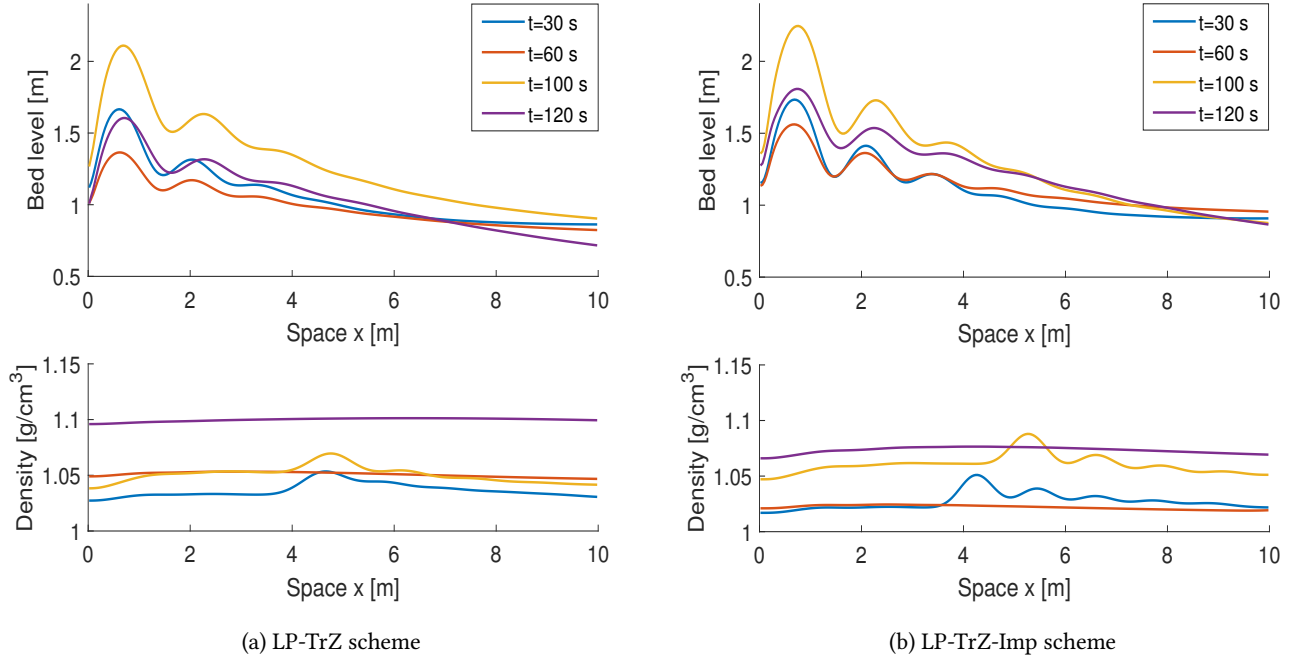 t=30 s
t=60 s
t=100 s
t=120 s
2
1.5
1
0.5
Bed level [m]
0 2 4 6 8 10
Space x [m]
1.15
1.1
1.05
1
Density [g/cm³]
0 2 4 6 8 10
Space x [m]
(a) LP-TrZ scheme
t=30 s
t=60 s
t=100 s
t=120 s
2
1.5
1
0.5
Bed level [m]
0 2 4 6 8 10
Space x [m]
1.15
1.1
1.05
1
Density [g/cm³]
0 2 4 6 8 10
Space x [m]
(b) LP-TrZ-Imp scheme